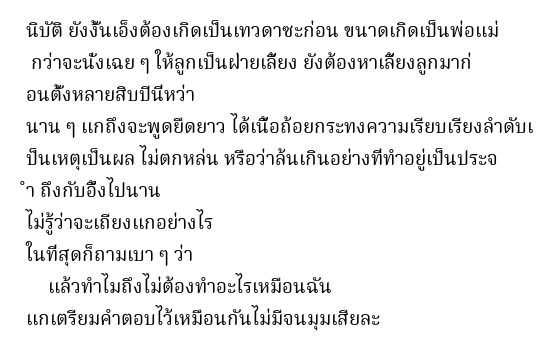 นิบัติ ยังงั้นเอ็งต้องเกิดเป็นเทวดาซะก่อน ขนาดเกิดเป็นพ่อแม่
กว่าจะนั่งเฉย ๆ ให้ลูกเป็นฝ่ายเลี้ยง ยังต้องหาเลี้ยงลูกมาก่
อนตั้งหลายสิบปีนี่หว่า
นาน ๆ แกถึงจะพูดยืดยาว ได้เนื้อถ้อยกระทงความเรียบเรียงลำดับเ
ป็นเหตุเป็นผล ไม่ตกหล่น หรือว่าล้นเกินอย่างที่ทำอยู่เป็นประจ
ำ ถึงกับอึ้งไปนาน
ไม่รู้ว่าจะเถียงแกอย่างไร
ในที่สุดก็ถามเบา ๆ ว่า
แล้วทำไมถึงไม่ต้องทำอะไรเหมือนฉัน
แกเตรียมคำตอบไว้เหมือนกันไม่มีจนมุมเสียละ